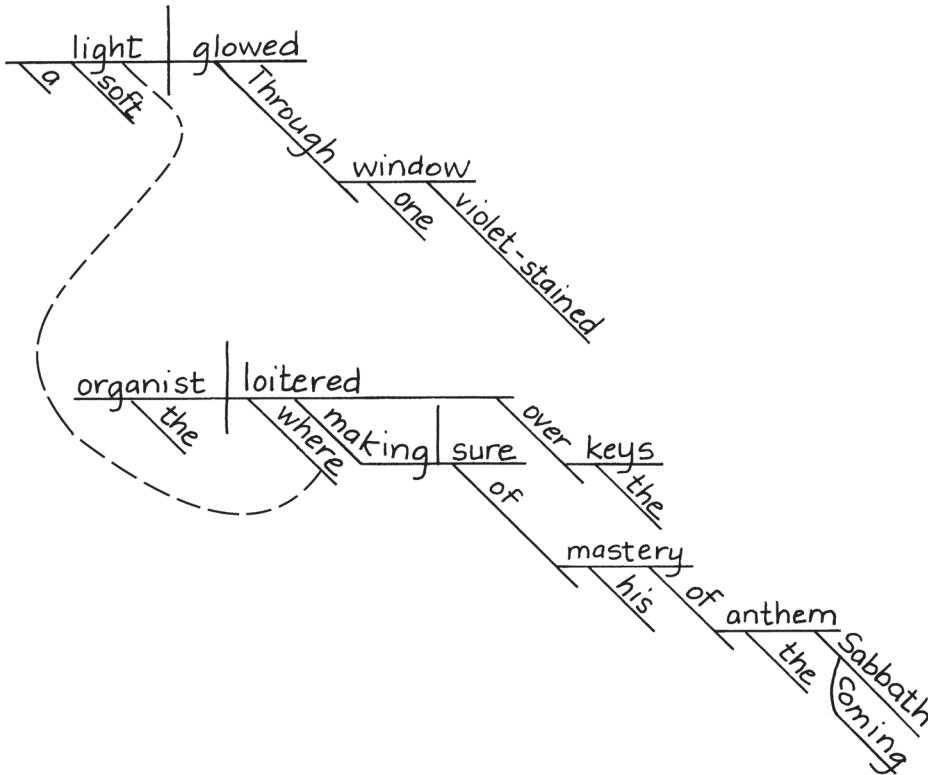 light glowed
a soft Through
window
one violet-stained
organist loitered
the where making sure over keys
the
of
mastery
his of anthem
the Sabbath
coming